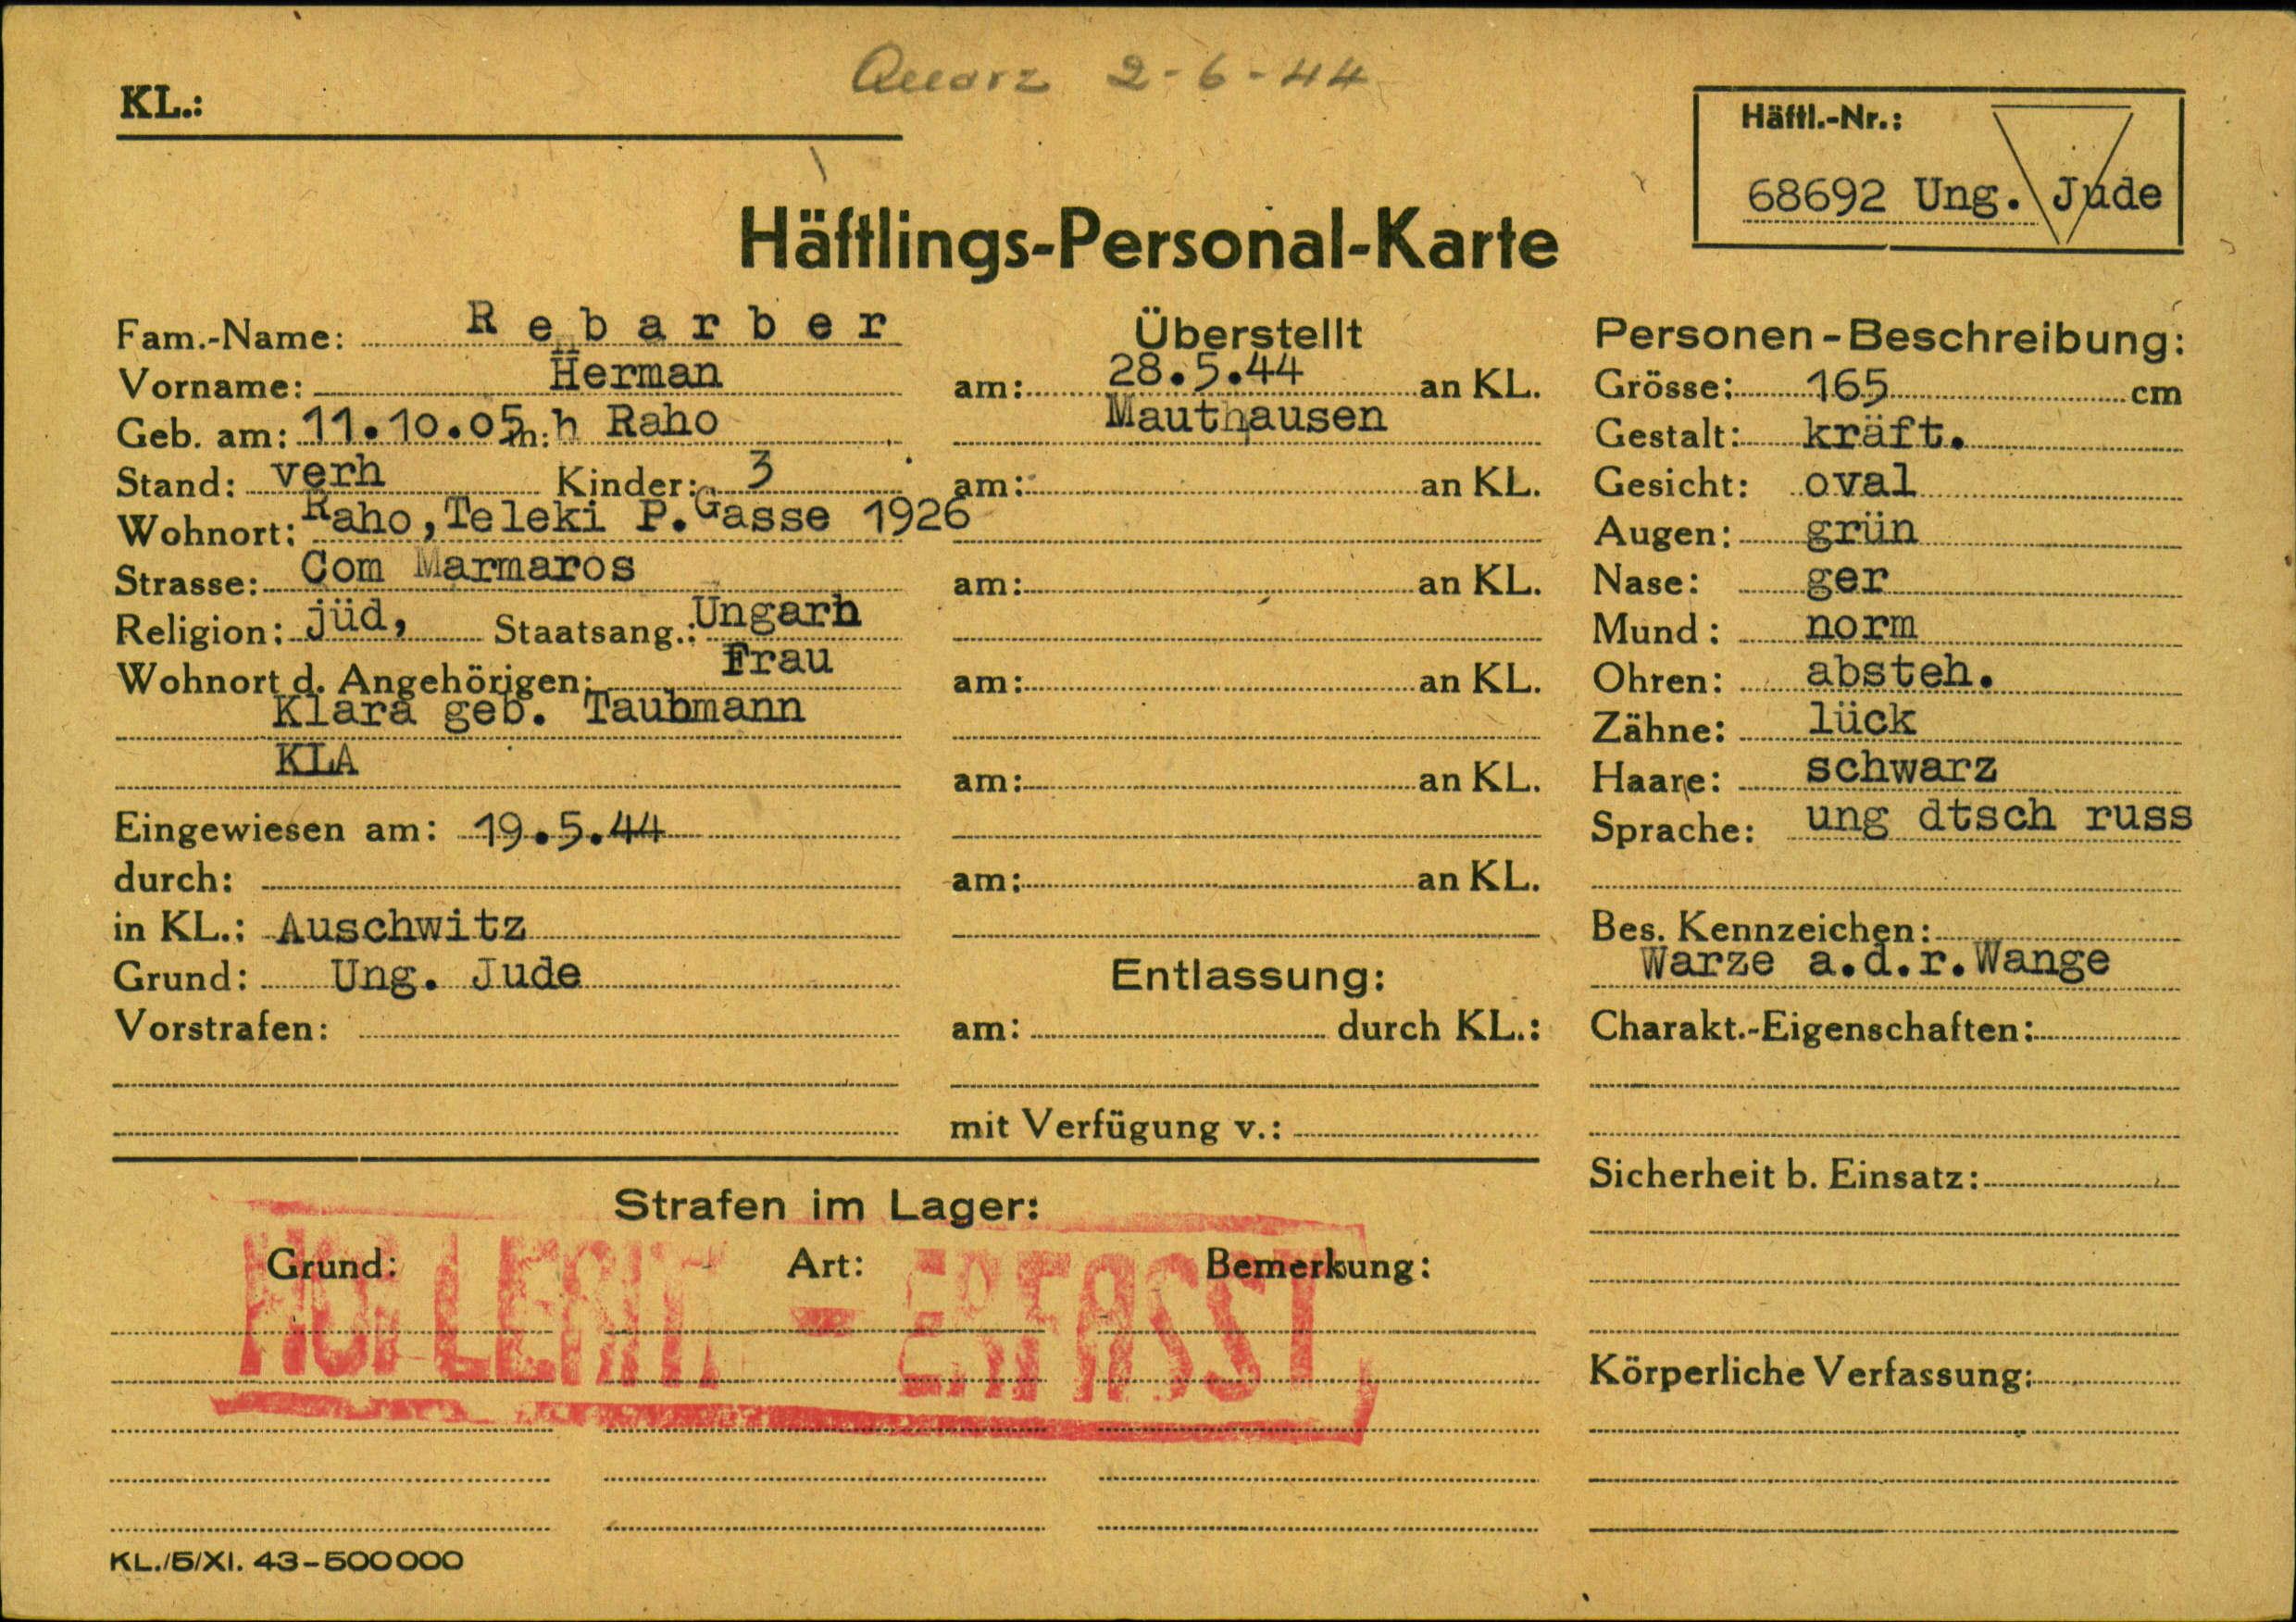 Quarz 2-6-44
KL.:
Häftl.-Nr.:
68692 Ung. Jude
Häftlings-Personal-Karte
Fam.-Name: Rebarber
Vorname: Herman
Geb. am: 11.10.05 in: Raho
Stand: verh Kinder: 3
Wohnort: Raho, Teleki P.Gasse 1926
Strasse: Com Marmaros
Religion: jüd, Staatsang.: Ungarn
Wohnort d. Angehörigen: Frau
Klara geb. Taubmann
KLA
Eingewiesen am: 19.5.44
durch:
in KL.: Auschwitz
Grund: Ung. Jude
Vorstrafen:
Überstellt
am: 28.5.44 an KL.
Mauthausen
am: an KL.
am: an KL.
am: an KL.
am: an KL.
am: an KL.
Entlassung:
am: durch KL.:
mit Verfügung v.:
Personen-Beschreibung:
Grösse: 165 cm
Gestalt: kräft.
Gesicht: oval
Augen: grün
Nase: ger
Mund: norm
Ohren: absteh.
Zähne: lück
Haare: schwarz
Sprache: ung dtsch russ
Bes. Kennzeichen:
Warze a.d.r.Wange
Charakt.-Eigenschaften:
Sicherheit b. Einsatz:
Körperliche Verfassung:
Strafen im Lager:
Grund: Art: Bemerkung:
HOLLERITH - ERFASST
KL./5/XI. 43-500000